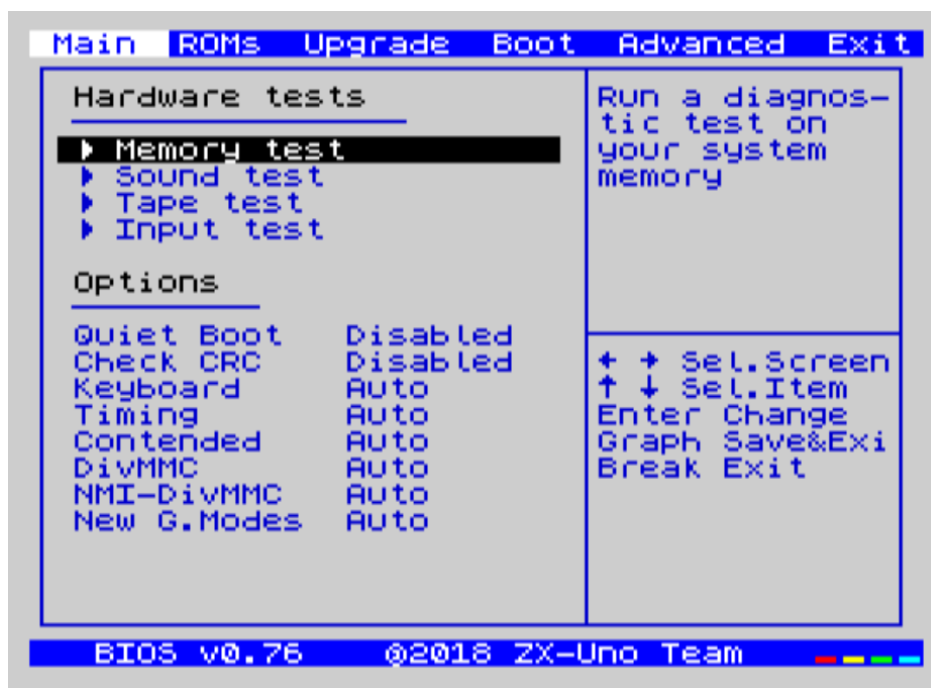 Main ROMs Upgrade Boot Advanced Exit
Hardware tests
Memory test
Sound test
Tape test
Input test
Options
Quiet Boot Disabled
Check CRC Disabled
Keyboard Auto
Timing Auto
Contended Auto
DivMMC Auto
NMI-DivMMC Auto
New G.Modes Auto
Run a diagnos-
tic test on
your system
memory
← → Sel.Screen
↑ ↓ Sel.Item
Enter Change
Graph Save&Exi
Break Exit
BIOS v0.76 @2018 ZX-Uno Team